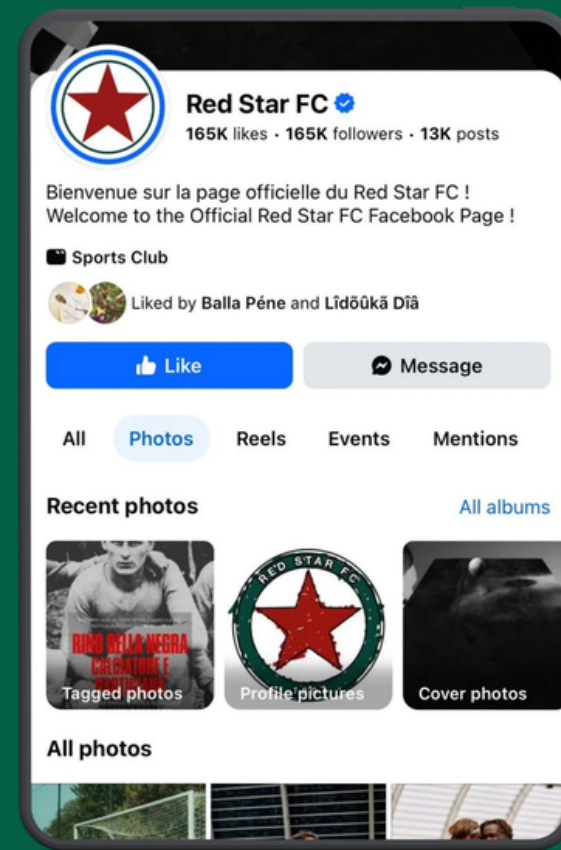 Red Star FC
165K likes · 165K followers · 13K posts
Bienvenue sur la page officielle du Red Star FC !
Welcome to the Official Red Star FC Facebook Page !
Sports Club
Liked by Balla Péne and Lîdõûkã Dîâ
Like
Message
All
Photos
Reels
Events
Mentions
Recent photos
All albums
RINO DELLA NEGRA
CALCIATORE E
Tagged photos
RED STAR FC
Profile pictures
Cover photos
All photos